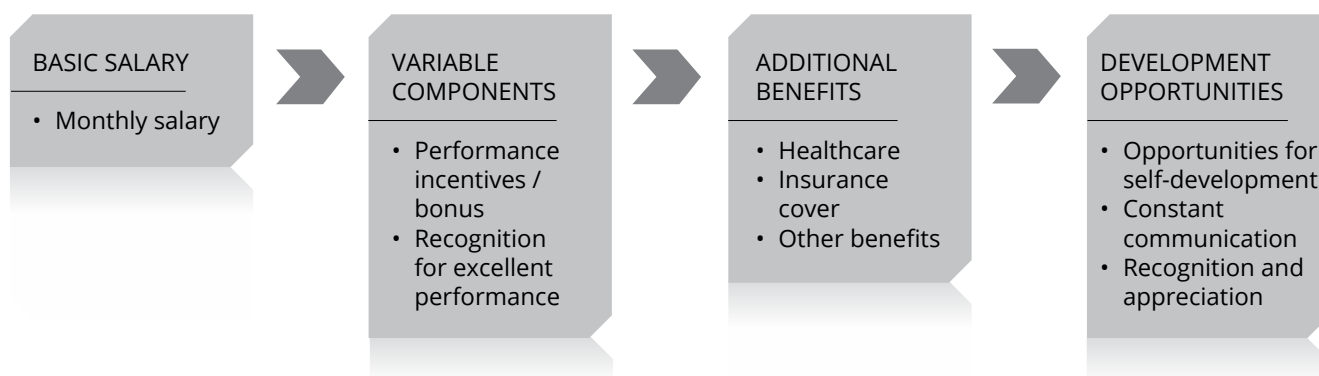 BASIC SALARY
• Monthly salary
VARIABLE
COMPONENTS
• Performance
incentives /
bonus
• Recognition
for excellent
performance
ADDITIONAL
BENEFITS
• Healthcare
• Insurance
cover
• Other benefits
DEVELOPMENT
OPPORTUNITIES
• Opportunities for
self-development
• Constant
communication
• Recognition and
appreciation